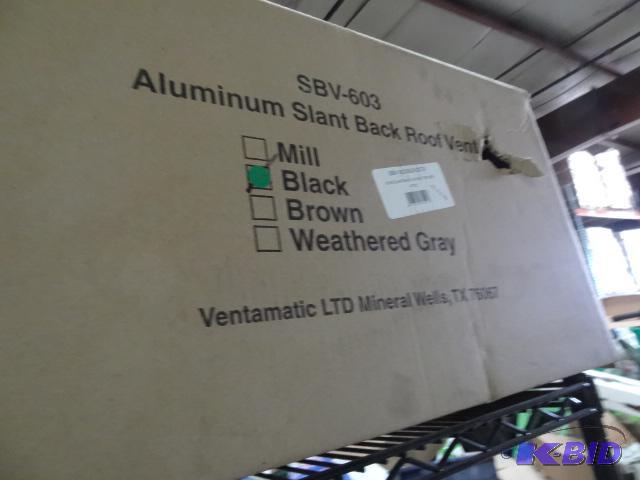 SBV-603
Aluminum Slant Back Roof Vent
Mill
Black
Brown
Weathered Gray
Ventamatic LTD Mineral Wells, TX 76067
K-BID